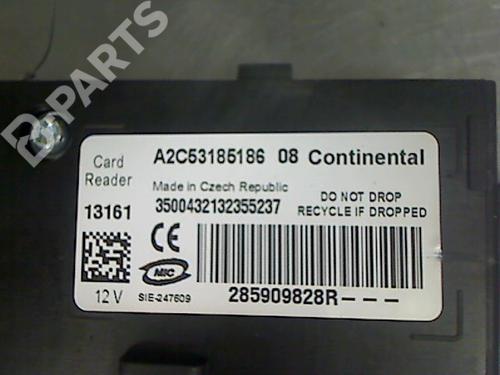 B-PARTS
A2C53185186 08 Continental
Card
Reader
Made in Czech Republic
DO NOT DROP
13161
3500432132355237
RECYCLE IF DROPPED
CE
MIC
12 V
SIE-247609
285909828R---